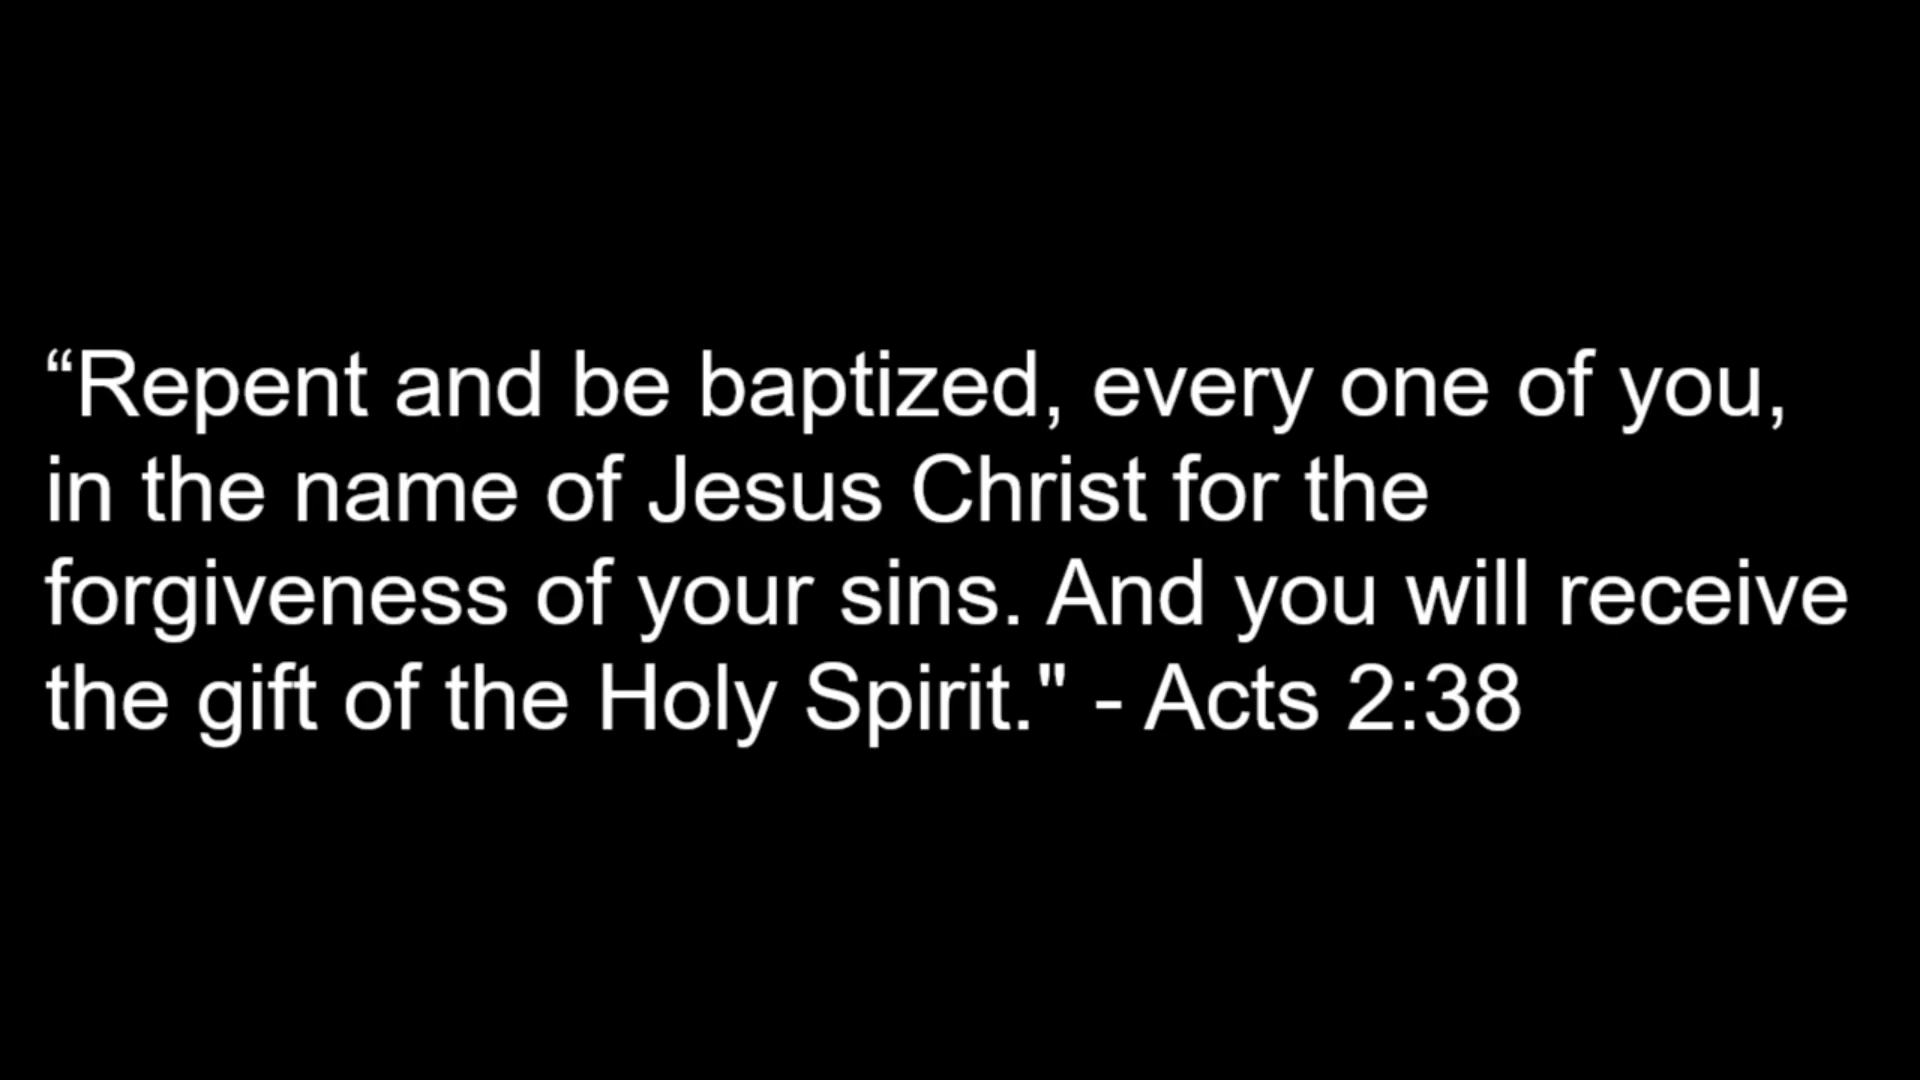 “Repent and be baptized, every one of you,
in the name of Jesus Christ for the
forgiveness of your sins. And you will receive
the gift of the Holy Spirit." - Acts 2:38